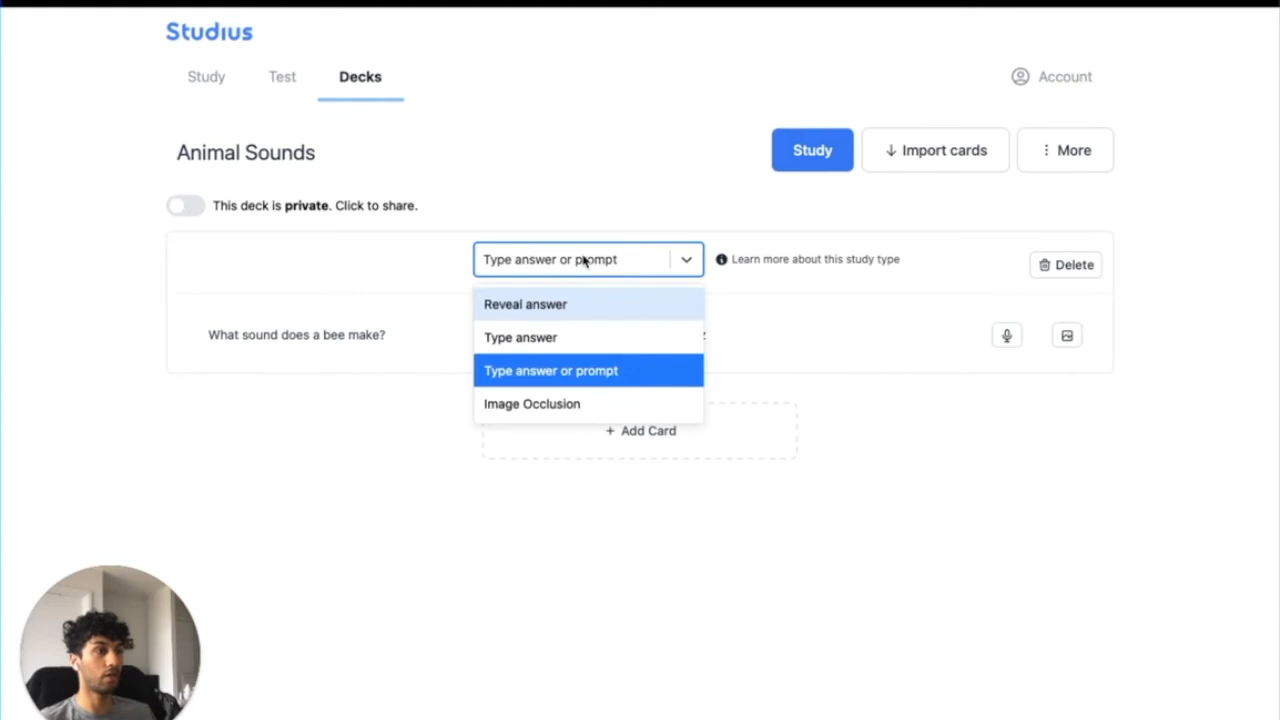 Studius
Study Test Decks Account
Animal Sounds Study Import cards More
This deck is private. Click to share.
Type answer or prompt Learn more about this study type Delete
Reveal answer
Type answer
What sound does a bee make?
Type answer or prompt
Image Occlusion
+ Add Card